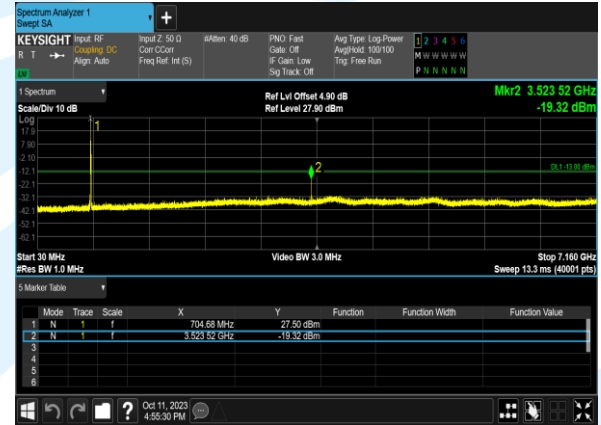 Spectrum Analyzer 1
Swept SA
KEYSIGHT
R T
LXI
Input: RF
Coupling: DC
Align: Auto
Input Z: 50 Ω
Corr CCorr
Freq Ref: Int (S)
#Atten: 40 dB
PNO: Fast
Gate: Off
IF Gain: Low
Sig Track: Off
Avg Type: Log-Power
Avg|Hold: 100/100
Trig: Free Run
1 2 3 4 5 6
M W W W W W
P N N N N N
1 Spectrum
Scale/Div 10 dB
Ref Lvl Offset 4.90 dB
Ref Level 27.90 dBm
Mkr2 3.523 52 GHz
-19.32 dBm
Log
17.9
7.90
-2.10
-12.1
-22.1
-32.1
-42.1
-52.1
-62.1
1
2
DL1 -13.00 dBm
Start 30 MHz
#Res BW 1.0 MHz
Video BW 3.0 MHz
Stop 7.160 GHz
Sweep 13.3 ms (40001 pts)
5 Marker Table
Mode Trace Scale X Y Function Function Width Function Value
1 N 1 f 704.68 MHz 27.50 dBm
2 N 1 f 3.523 52 GHz -19.32 dBm
3
4
5
6
?
Oct 11, 2023
4:55:30 PM